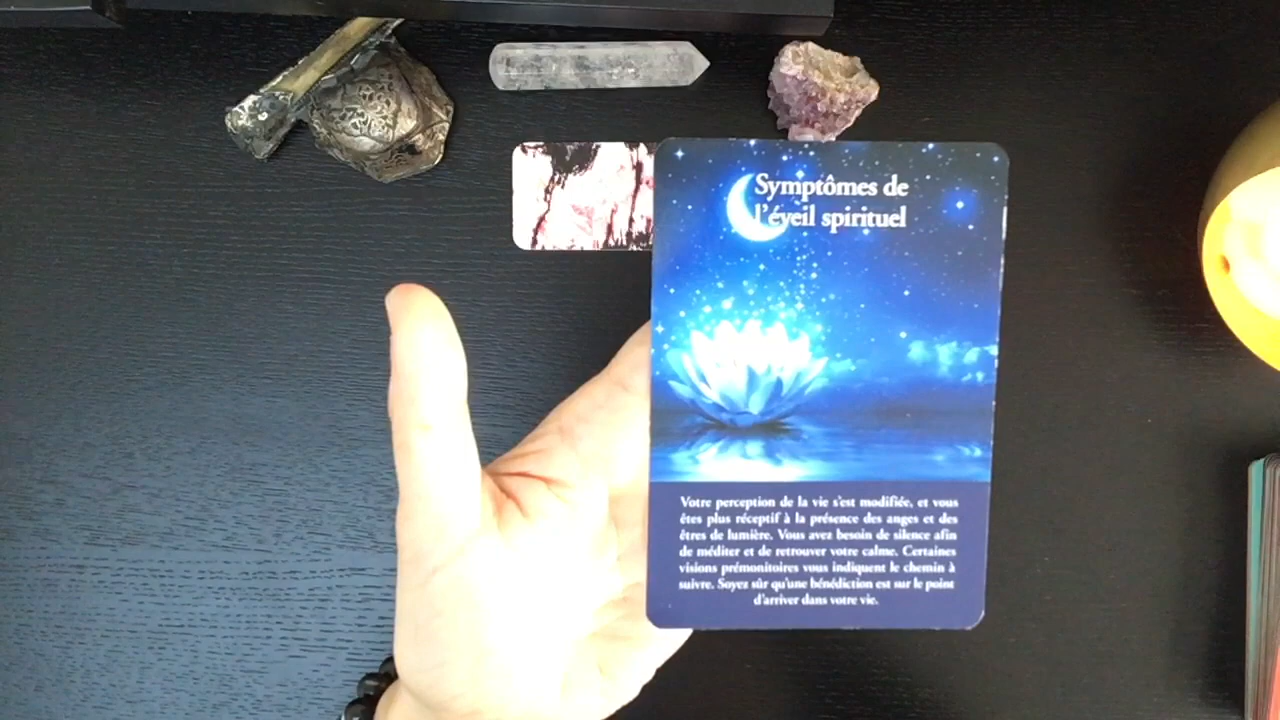 Symptômes de
l'éveil spirituel
Votre perception de la vie s'est modifiée, et vous
êtes plus réceptif à la présence des anges et des
êtres de lumière. Vous avez besoin de silence afin
de méditer et de retrouver votre calme. Certaines
visions prémonitoires vous indiquent le chemin à
suivre. Soyez sûr qu'une bénédiction est sur le point
d'arriver dans votre vie.